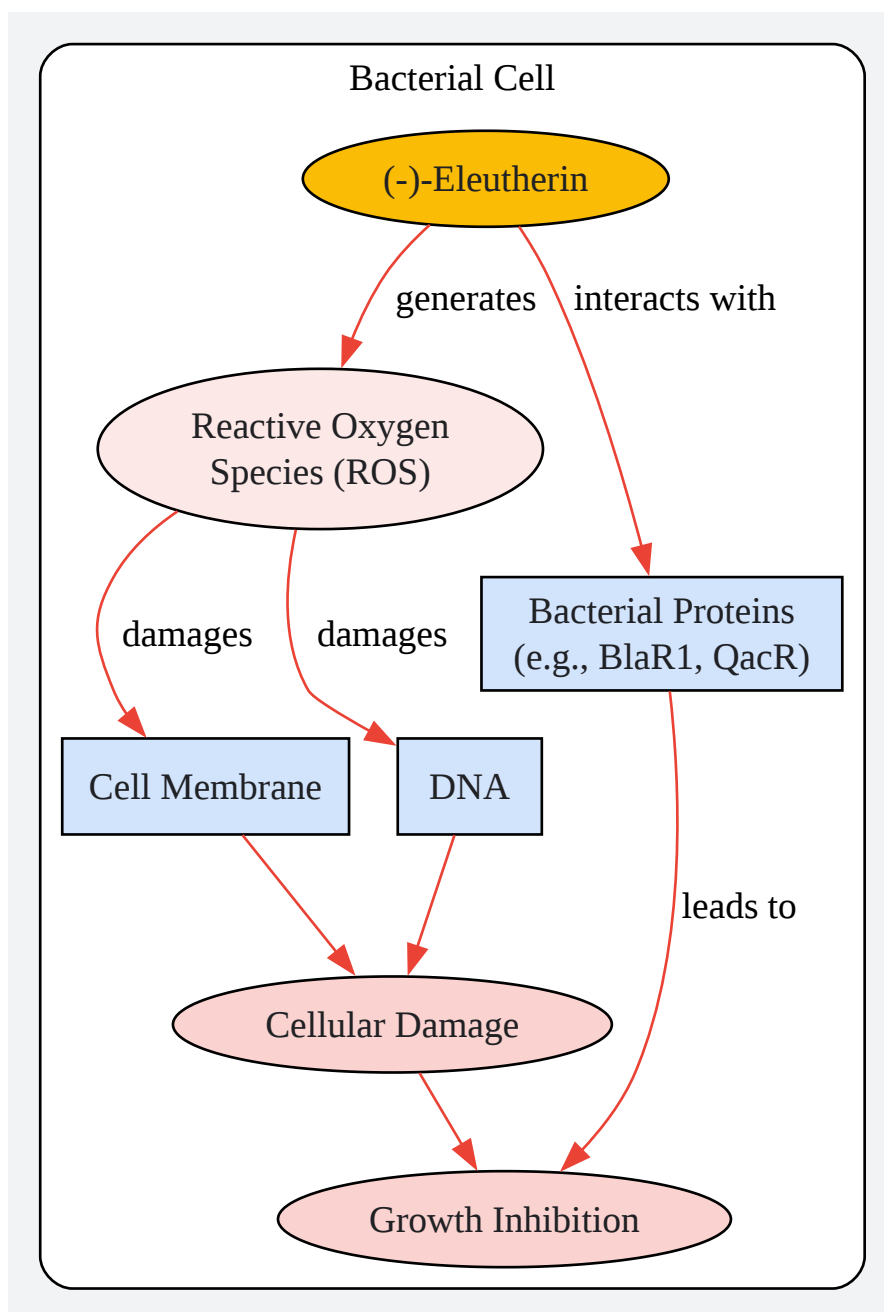 Bacterial Cell
(-)-Eleutherin
generates
interacts with
Reactive Oxygen
Species (ROS)
Bacterial Proteins
(e.g., BlaR1, QacR)
damages
damages
Cell Membrane
DNA
leads to
Cellular Damage
Growth Inhibition